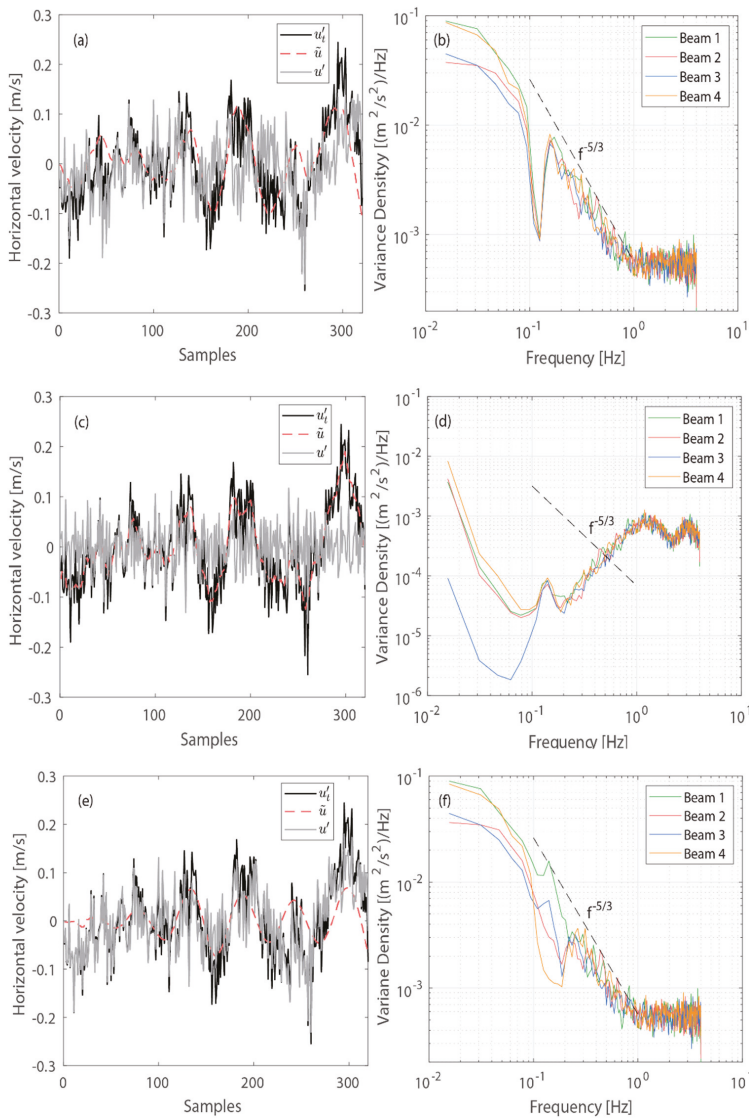 (a)
u′t
ũ
u′
Horizontal velocity [m/s]
0.3
0.2
0.1
0
-0.1
-0.2
-0.3
0
100
200
300
Samples
(b)
Beam 1
Beam 2
Beam 3
Beam 4
f-5/3
Variance Densityy [(m²/s²)/Hz]
10-1
10-2
10-3
10-2
10-1
100
101
Frequency [Hz]
(c)
u′t
ũ
u′
Horizontal velocity [m/s]
0.3
0.2
0.1
0
-0.1
-0.2
-0.3
0
100
200
300
Samples
(d)
Beam 1
Beam 2
Beam 3
Beam 4
f-5/3
Variance Density [(m²/s²)/Hz]
10-1
10-2
10-3
10-4
10-5
10-6
10-2
10-1
100
101
Frequency [Hz]
(e)
u′t
ũ
u′
Horizontal velocity [m/s]
0.3
0.2
0.1
0
-0.1
-0.2
-0.3
0
100
200
300
Samples
(f)
Beam 1
Beam 2
Beam 3
Beam 4
f-5/3
Variane Density [(m²/s²)/Hz]
10-1
10-2
10-3
10-2
10-1
100
101
Frequency [Hz]